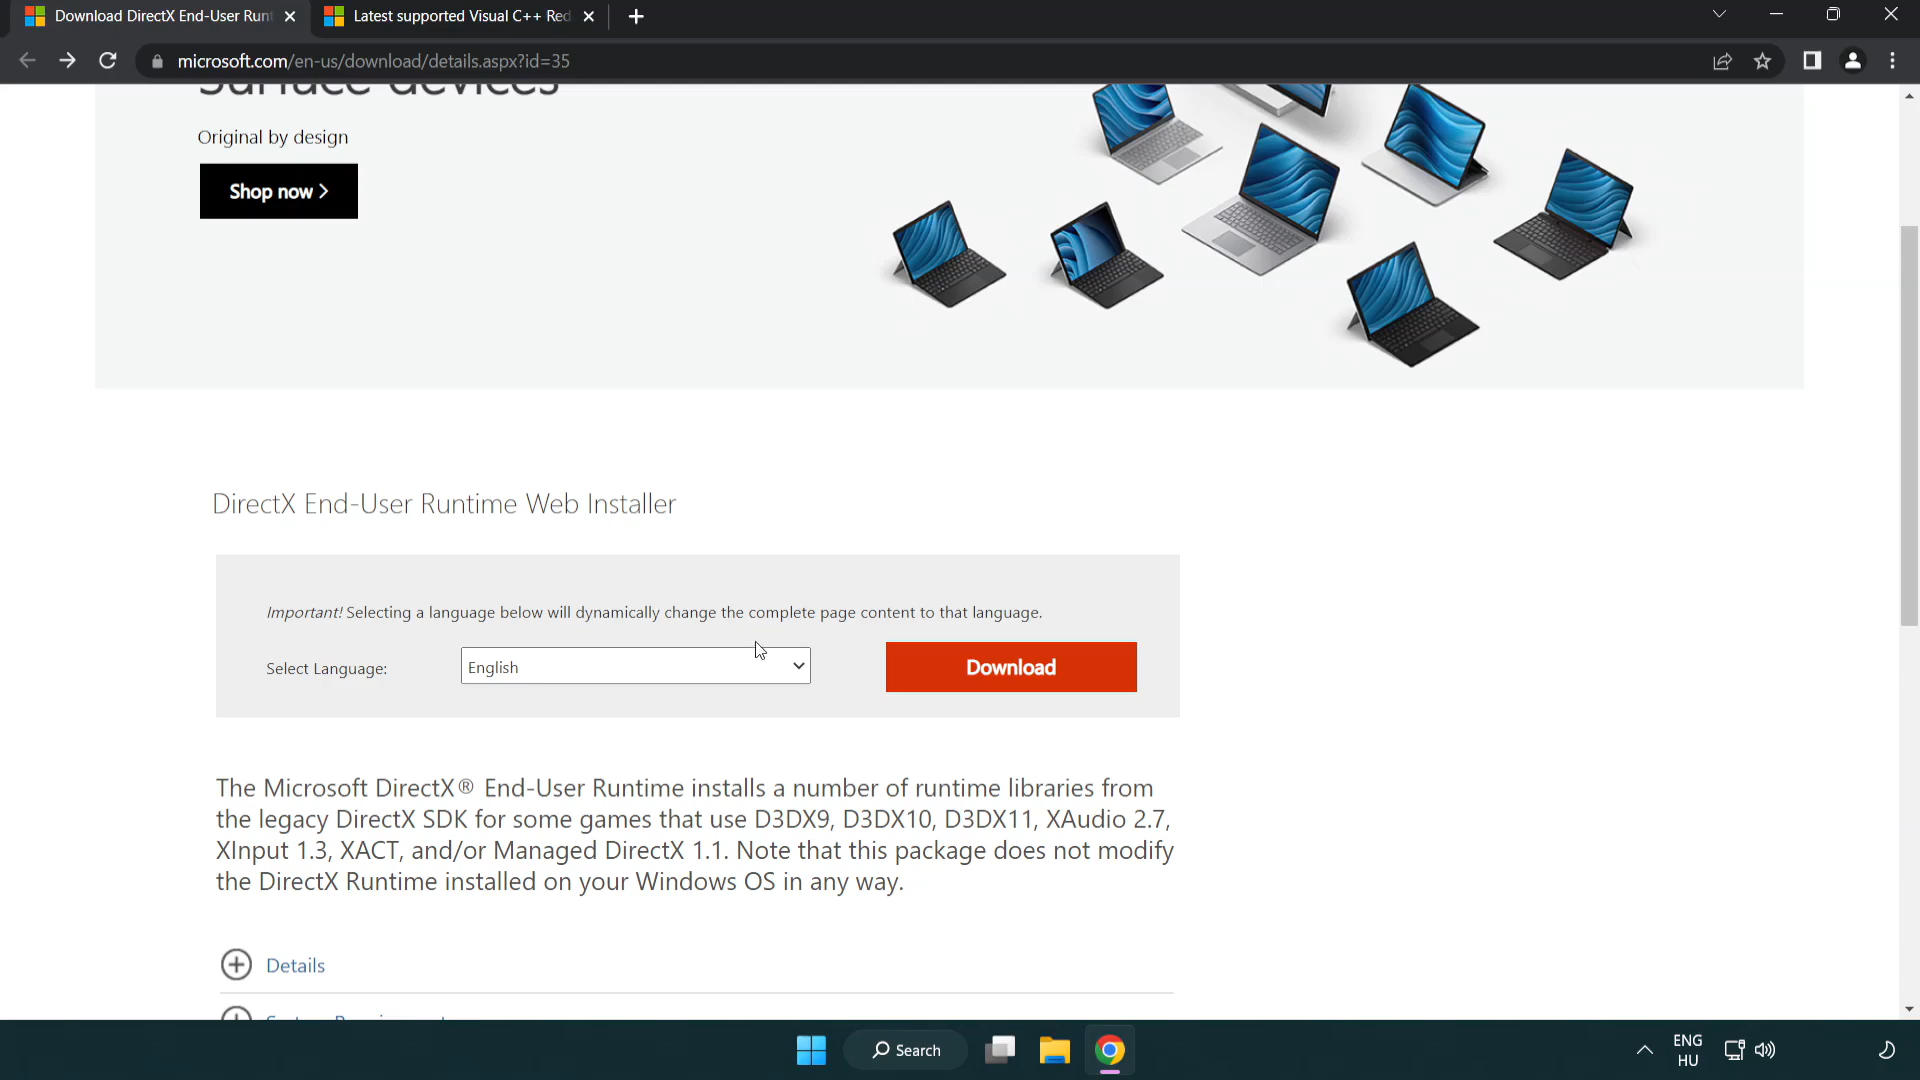 Download DirectX End-User Runt
Latest supported Visual C++ Red
microsoft.com/en-us/download/details.aspx?id=35
Surface devices
Original by design
Shop now
DirectX End-User Runtime Web Installer
Important! Selecting a language below will dynamically change the complete page content to that language.
Select Language:
English
Download
The Microsoft DirectX® End-User Runtime installs a number of runtime libraries from
the legacy DirectX SDK for some games that use D3DX9, D3DX10, D3DX11, XAudio 2.7,
XInput 1.3, XACT, and/or Managed DirectX 1.1. Note that this package does not modify
the DirectX Runtime installed on your Windows OS in any way.
Details
System Requirements
Search
ENG
HU